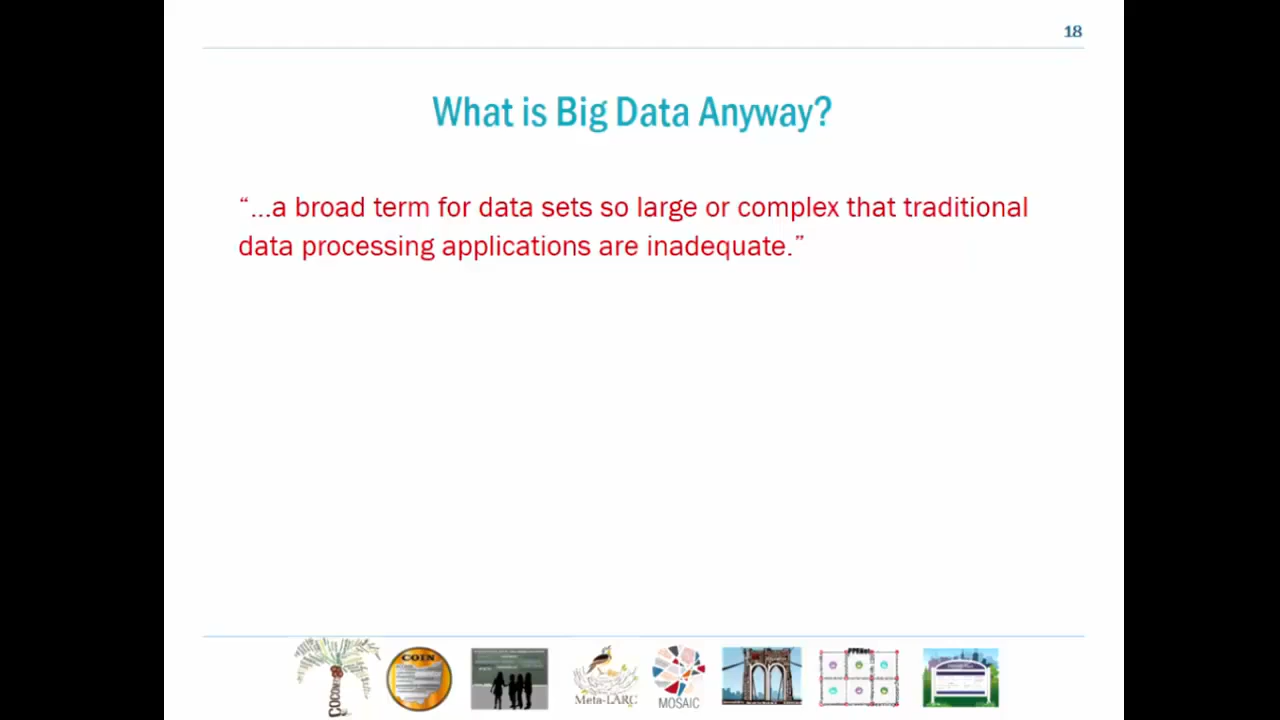 18
What is Big Data Anyway?
“...a broad term for data sets so large or complex that traditional
data processing applications are inadequate.”
COIN
Meta-LARC
MOSAIC